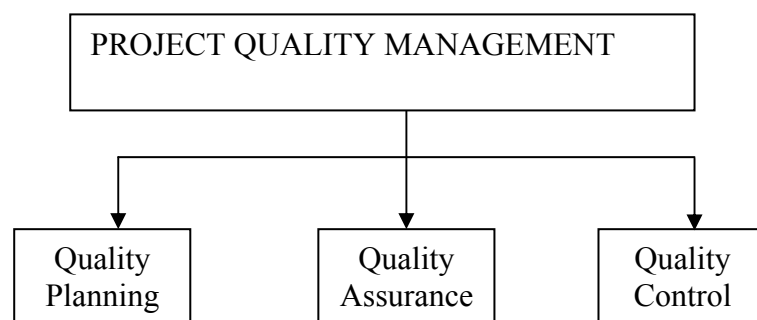 PROJECT QUALITY MANAGEMENT
Quality
Planning
Quality
Assurance
Quality
Control